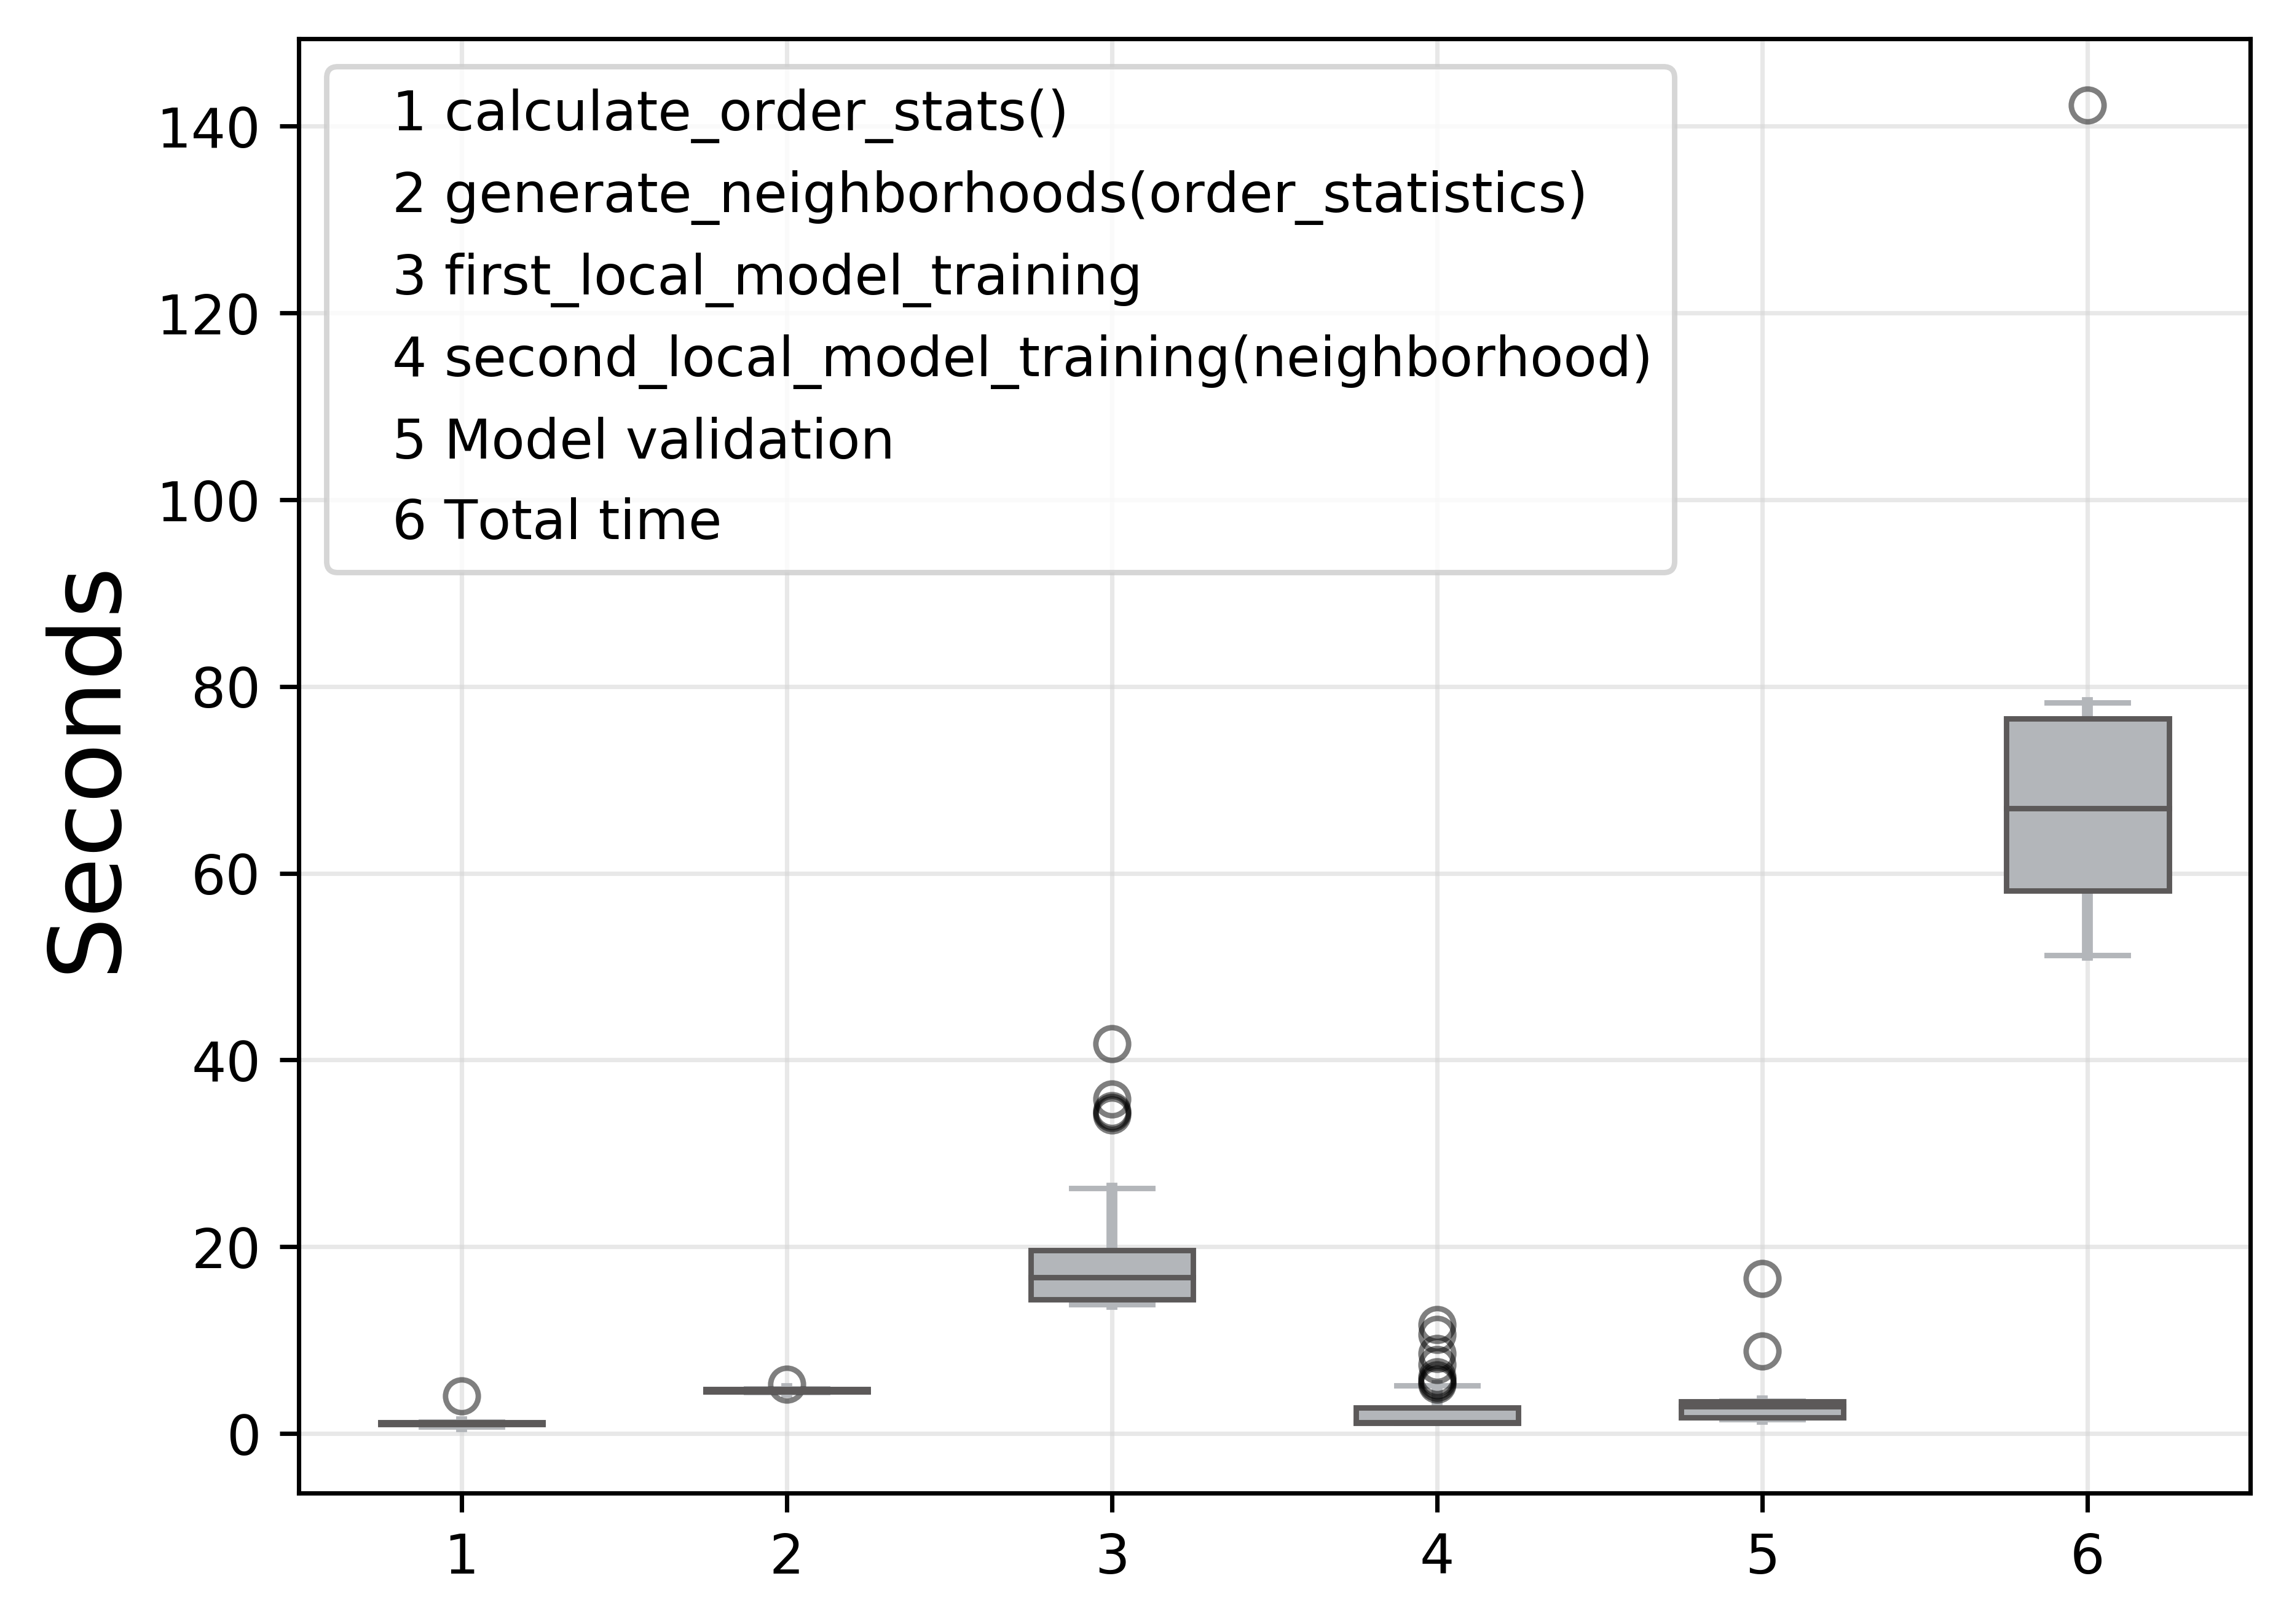 1 calculate_order_stats()
2 generate_neighborhoods(order_statistics)
3 first_local_model_training
4 second_local_model_training(neighborhood)
5 Model validation
6 Total time
Seconds
140
120
100
80
60
40
20
0
1 2 3 4 5 6